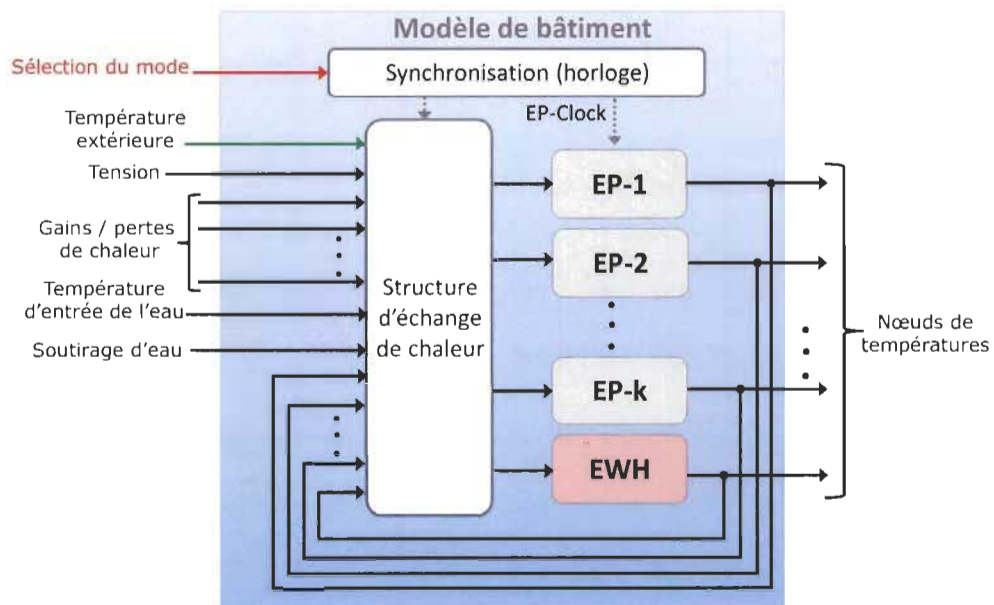 Modèle de bâtiment
Sélection du mode
Synchronisation (horloge)
EP-Clock
Température
extérieure
Tension
Gains / pertes
de chaleur
Température
d'entrée de l'eau
Soutirage d'eau
Structure
d'échange
de chaleur
EP-1
EP-2
EP-k
EWH
Nœuds de
températures